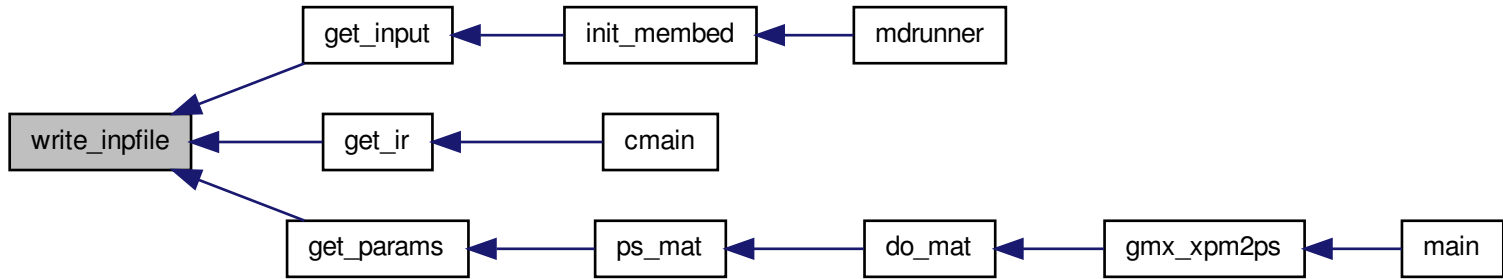 get_input
init_membed
mdrunner
write_inpfile
get_ir
cmain
get_params
ps_mat
do_mat
gmx_xpm2ps
main